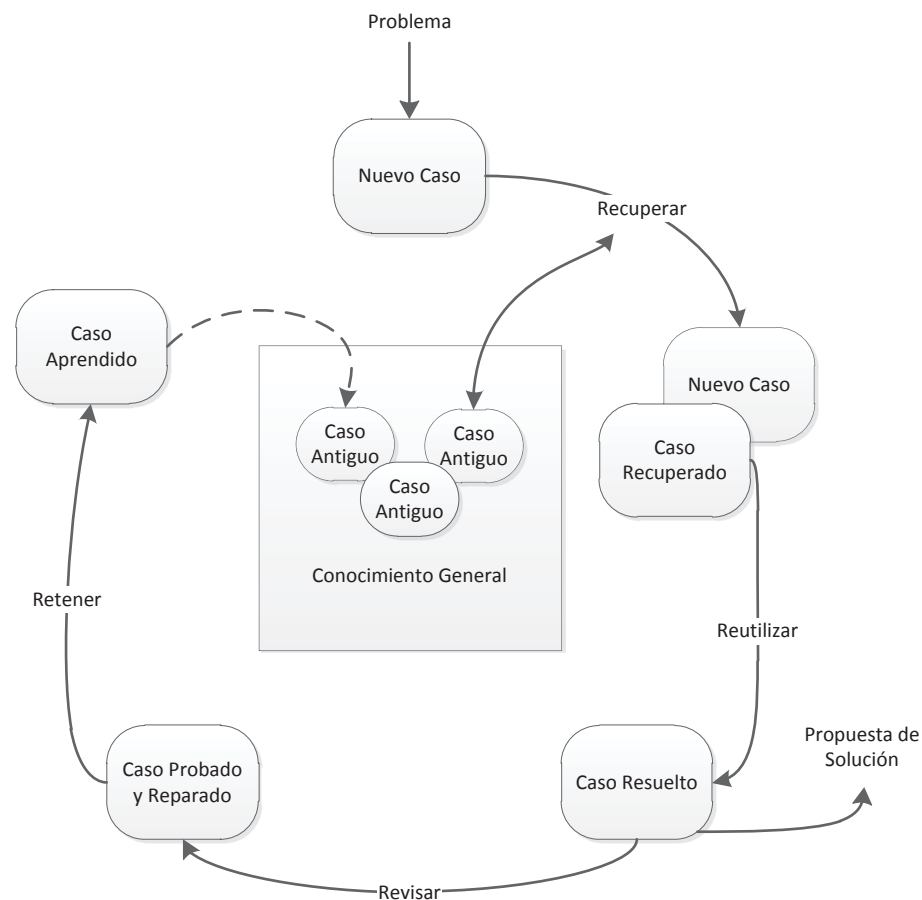 Problema
Nuevo Caso
Recuperar
Caso
Aprendido
Nuevo Caso
Caso
Recuperado
Caso
Antiguo
Caso
Antiguo
Caso
Antiguo
Conocimiento General
Retener
Reutilizar
Propuesta de
Solución
Caso Probado
y Reparado
Caso Resuelto
Revisar